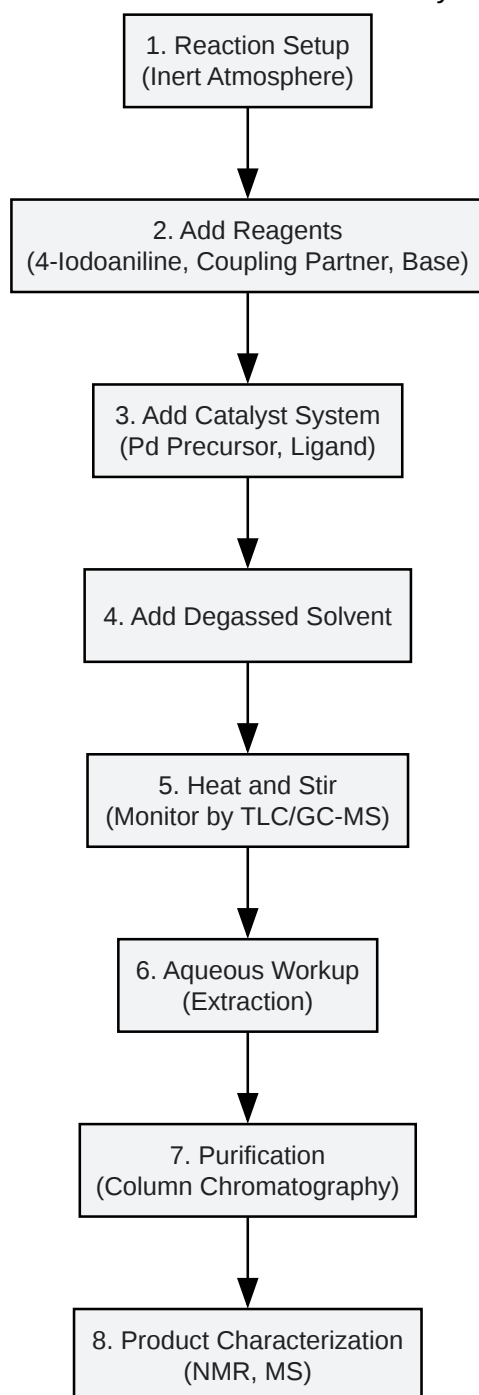 1. Reaction Setup
(Inert Atmosphere)
2. Add Reagents
(4-Iodoaniline, Coupling Partner, Base)
3. Add Catalyst System
(Pd Precursor, Ligand)
4. Add Degassed Solvent
5. Heat and Stir
(Monitor by TLC/GC-MS)
6. Aqueous Workup
(Extraction)
7. Purification
(Column Chromatography)
8. Product Characterization
(NMR, MS)